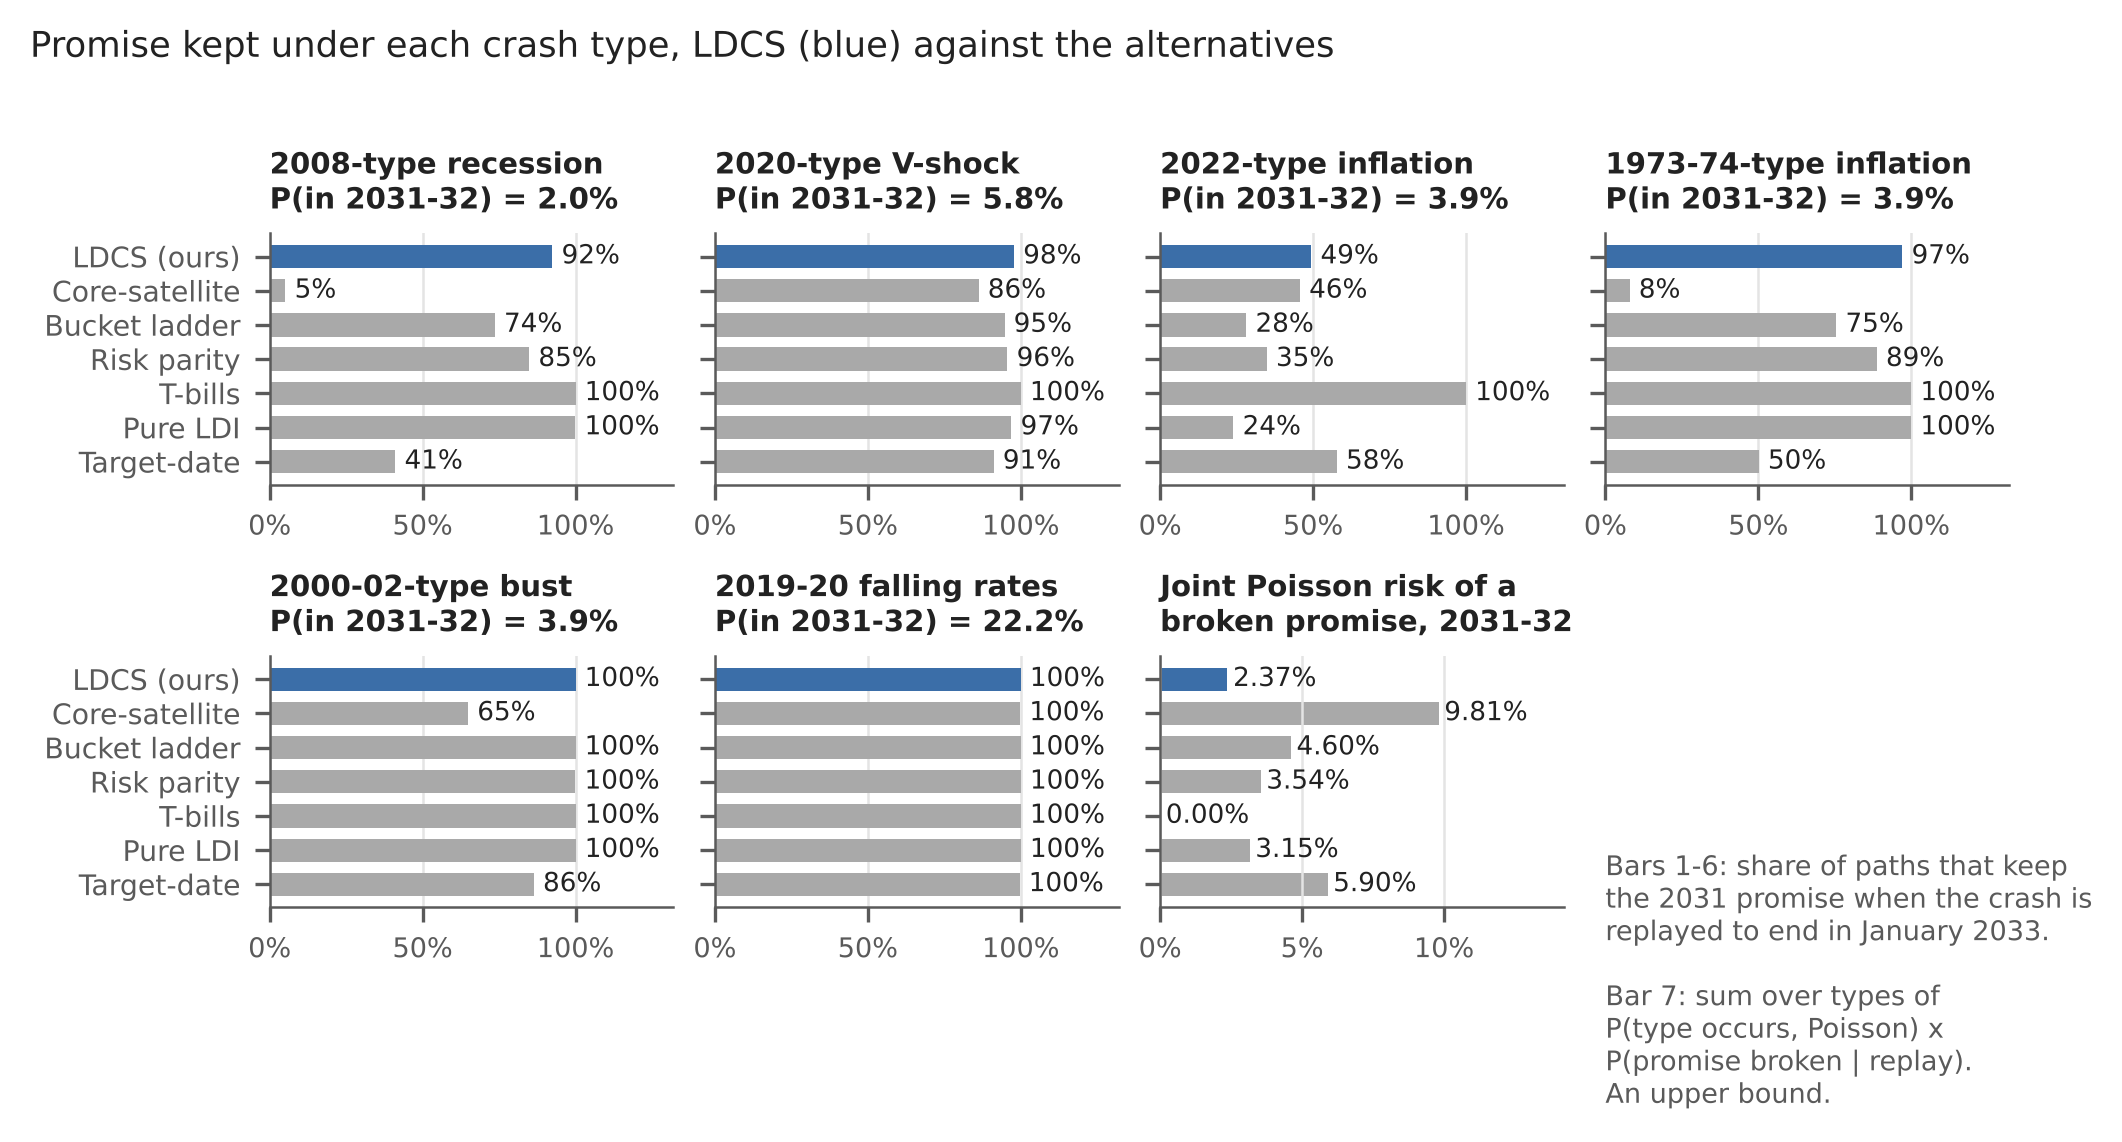 Promise kept under each crash type, LDCS (blue) against the alternatives
2008-type recession
P(in 2031-32) = 2.0%
2020-type V-shock
P(in 2031-32) = 5.8%
2022-type inflation
P(in 2031-32) = 3.9%
1973-74-type inflation
P(in 2031-32) = 3.9%
LDCS (ours) 92% 98% 49% 97%
Core-satellite 5% 86% 46% 8%
Bucket ladder 74% 95% 28% 75%
Risk parity 85% 96% 35% 89%
T-bills 100% 100% 100% 100%
Pure LDI 100% 97% 24% 100%
Target-date 41% 91% 58% 50%
0% 50% 100% 0% 50% 100% 0% 50% 100% 0% 50% 100%
2000-02-type bust
P(in 2031-32) = 3.9%
2019-20 falling rates
P(in 2031-32) = 22.2%
Joint Poisson risk of a
broken promise, 2031-32
LDCS (ours) 100% 100% 2.37%
Core-satellite 65% 100% 9.81%
Bucket ladder 100% 100% 4.60%
Risk parity 100% 100% 3.54%
T-bills 100% 100% 0.00%
Pure LDI 100% 100% 3.15%
Target-date 86% 100% 5.90%
0% 50% 100% 0% 50% 100% 0% 5% 10%
Bars 1-6: share of paths that keep
the 2031 promise when the crash is
replayed to end in January 2033.
Bar 7: sum over types of
P(type occurs, Poisson) x
P(promise broken | replay).
An upper bound.